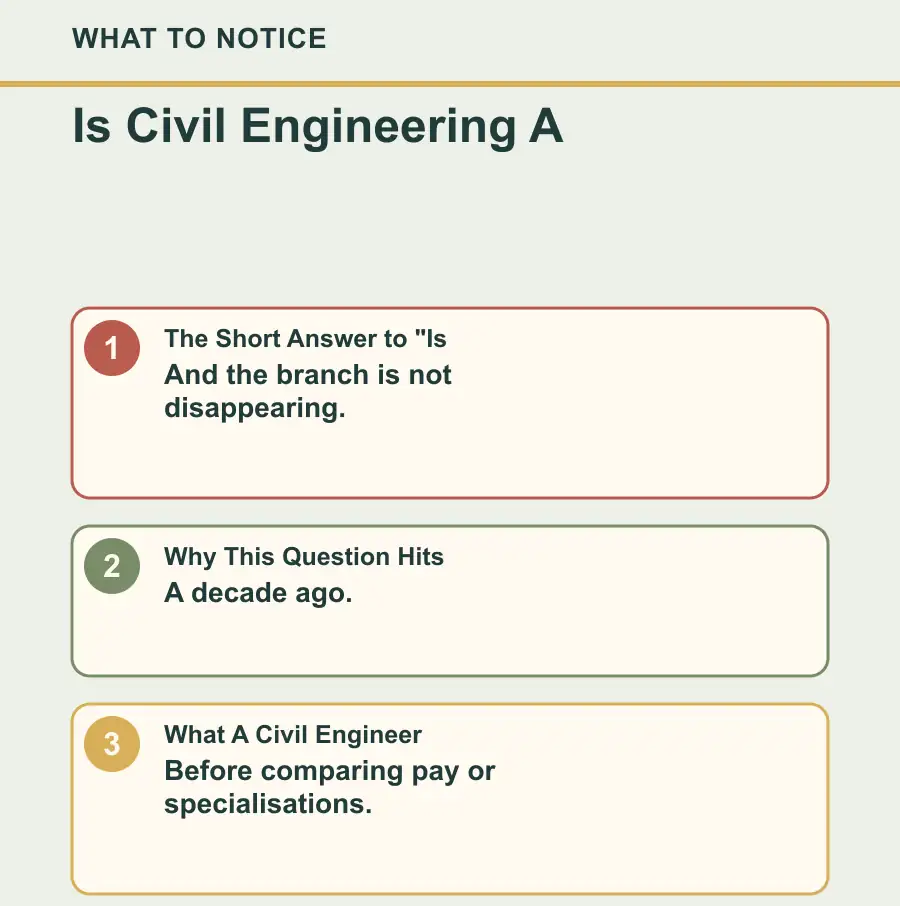 WHAT TO NOTICE
Is Civil Engineering A
1
The Short Answer to "Is
And the branch is not
disappearing.
2
Why This Question Hits
A decade ago.
3
What A Civil Engineer
Before comparing pay or
specialisations.